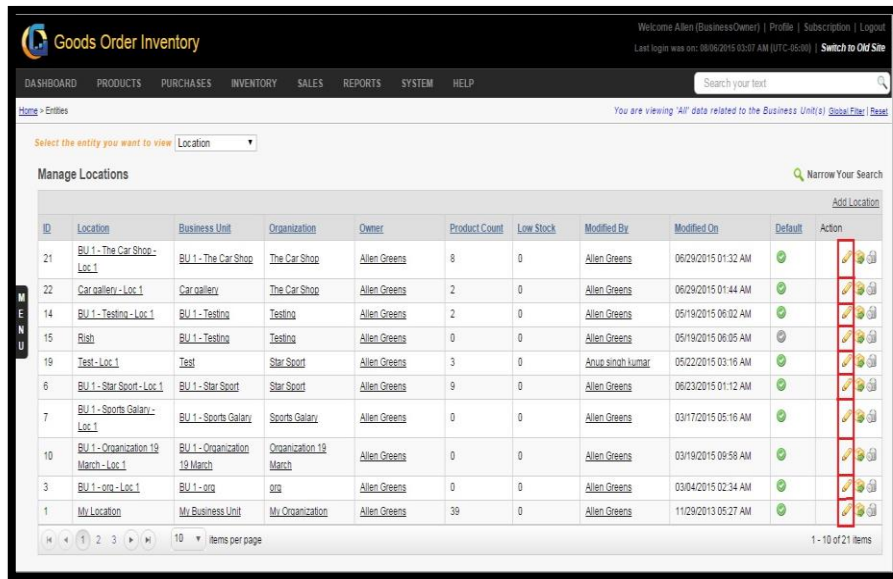 Goods Order Inventory
Welcome Allen (BusinessOwner) | Profile | Subscription | Logout
Last login was on: 08/06/2015 03:07 AM (UTC-05:00) | Switch to Old Site
DASHBOARD PRODUCTS PURCHASES INVENTORY SALES REPORTS SYSTEM HELP Search your text
Home > Entities You are viewing 'All' data related to the Business Unit(s) Global Filter | Reset
Select the entity you want to view Location
Manage Locations Narrow Your Search
Add Location
ID Location Business Unit Organization Owner Product Count Low Stock Modified By Modified On Default Action
21 BU 1 - The Car Shop - Loc 1 BU 1 - The Car Shop The Car Shop Allen Greens 8 0 Allen Greens 06/29/2015 01:32 AM
22 Car gallery - Loc 1 Car gallery The Car Shop Allen Greens 2 0 Allen Greens 06/29/2015 01:44 AM
14 BU 1 - Testing - Loc 1 BU 1 - Testing Testing Allen Greens 2 0 Allen Greens 05/19/2015 06:02 AM
15 Rish BU 1 - Testing Testing Allen Greens 0 0 Allen Greens 05/19/2015 06:05 AM
19 Test - Loc 1 Test Star Sport Allen Greens 3 0 Anup singh kumar 05/22/2015 03:16 AM
6 BU 1 - Star Sport - Loc 1 BU 1 - Star Sport Star Sport Allen Greens 9 0 Allen Greens 06/23/2015 01:12 AM
7 BU 1 - Sports Galary - Loc 1 BU 1 - Sports Galary Sports Galary Allen Greens 0 0 Allen Greens 03/17/2015 05:16 AM
10 BU 1 - Organization 19 March - Loc 1 BU 1 - Organization 19 March Organization 19 March Allen Greens 0 0 Allen Greens 03/19/2015 09:58 AM
3 BU 1 - org - Loc 1 BU 1 - org org Allen Greens 0 0 Allen Greens 03/04/2015 02:34 AM
1 My Location My Business Unit My Organization Allen Greens 39 0 Allen Greens 11/29/2013 05:27 AM
1 2 3 10 items per page 1 - 10 of 21 items
MENU